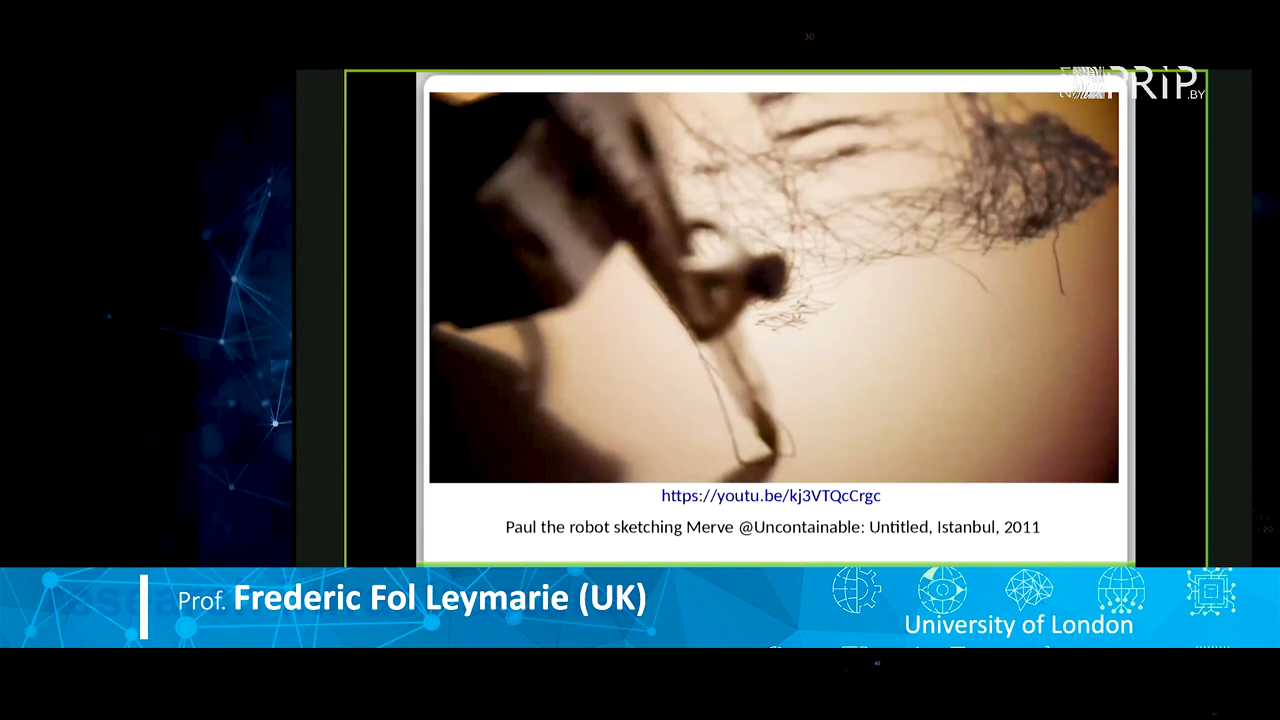 PRiP.BY
https://youtu.be/kj3VTQcCrgc
Paul the robot sketching Merve @Uncontainable: Untitled, Istanbul, 2011
Prof. Frederic Fol Leymarie (UK)
University of London